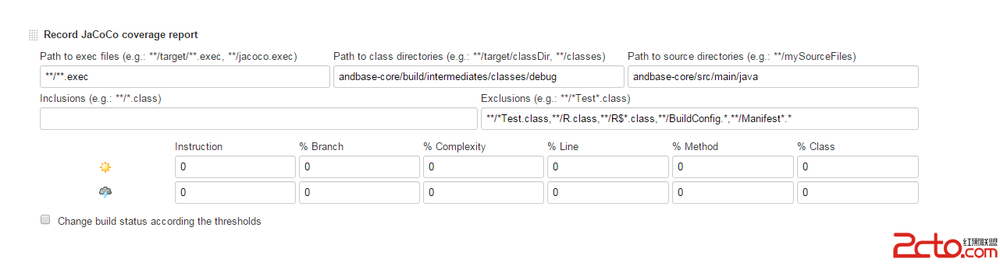 Record JaCoCo coverage report
Path to exec files (e.g.: **/target/**.exec, **/jacoco.exec) Path to class directories (e.g.: **/target/classDir, **/classes) Path to source directories (e.g.: **/mySourceFiles)
**/**.exec andbase-core/build/intermediates/classes/debug andbase-core/src/main/java
Inclusions (e.g.: **/*.class) Exclusions (e.g.: **/*Test*.class)
**/*Test.class,**/R.class,**/R$*.class,**/BuildConfig.*,**/Manifest*.*
Instruction % Branch % Complexity % Line % Method % Class
0 0 0 0 0 0
0 0 0 0 0 0
Change build status according the thresholds
2cto.com 红黑联盟